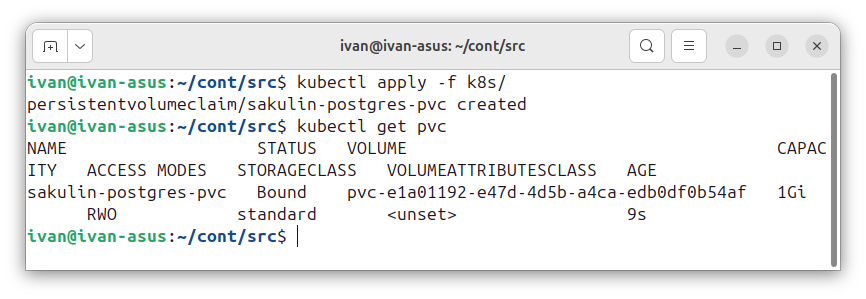 ivan@ivan-asus: ~/cont/src
ivan@ivan-asus:~/cont/src$ kubectl apply -f k8s/
persistentvolumeclaim/sakulin-postgres-pvc created
ivan@ivan-asus:~/cont/src$ kubectl get pvc
NAME                   STATUS   VOLUME                                     CAPAC
ITY   ACCESS MODES   STORAGECLASS   VOLUMEATTRIBUTESCLASS   AGE
sakulin-postgres-pvc   Bound    pvc-e1a01192-e47d-4d5b-a4ca-edb0df0b54af   1Gi
      RWO            standard       <unset>                 9s
ivan@ivan-asus:~/cont/src$